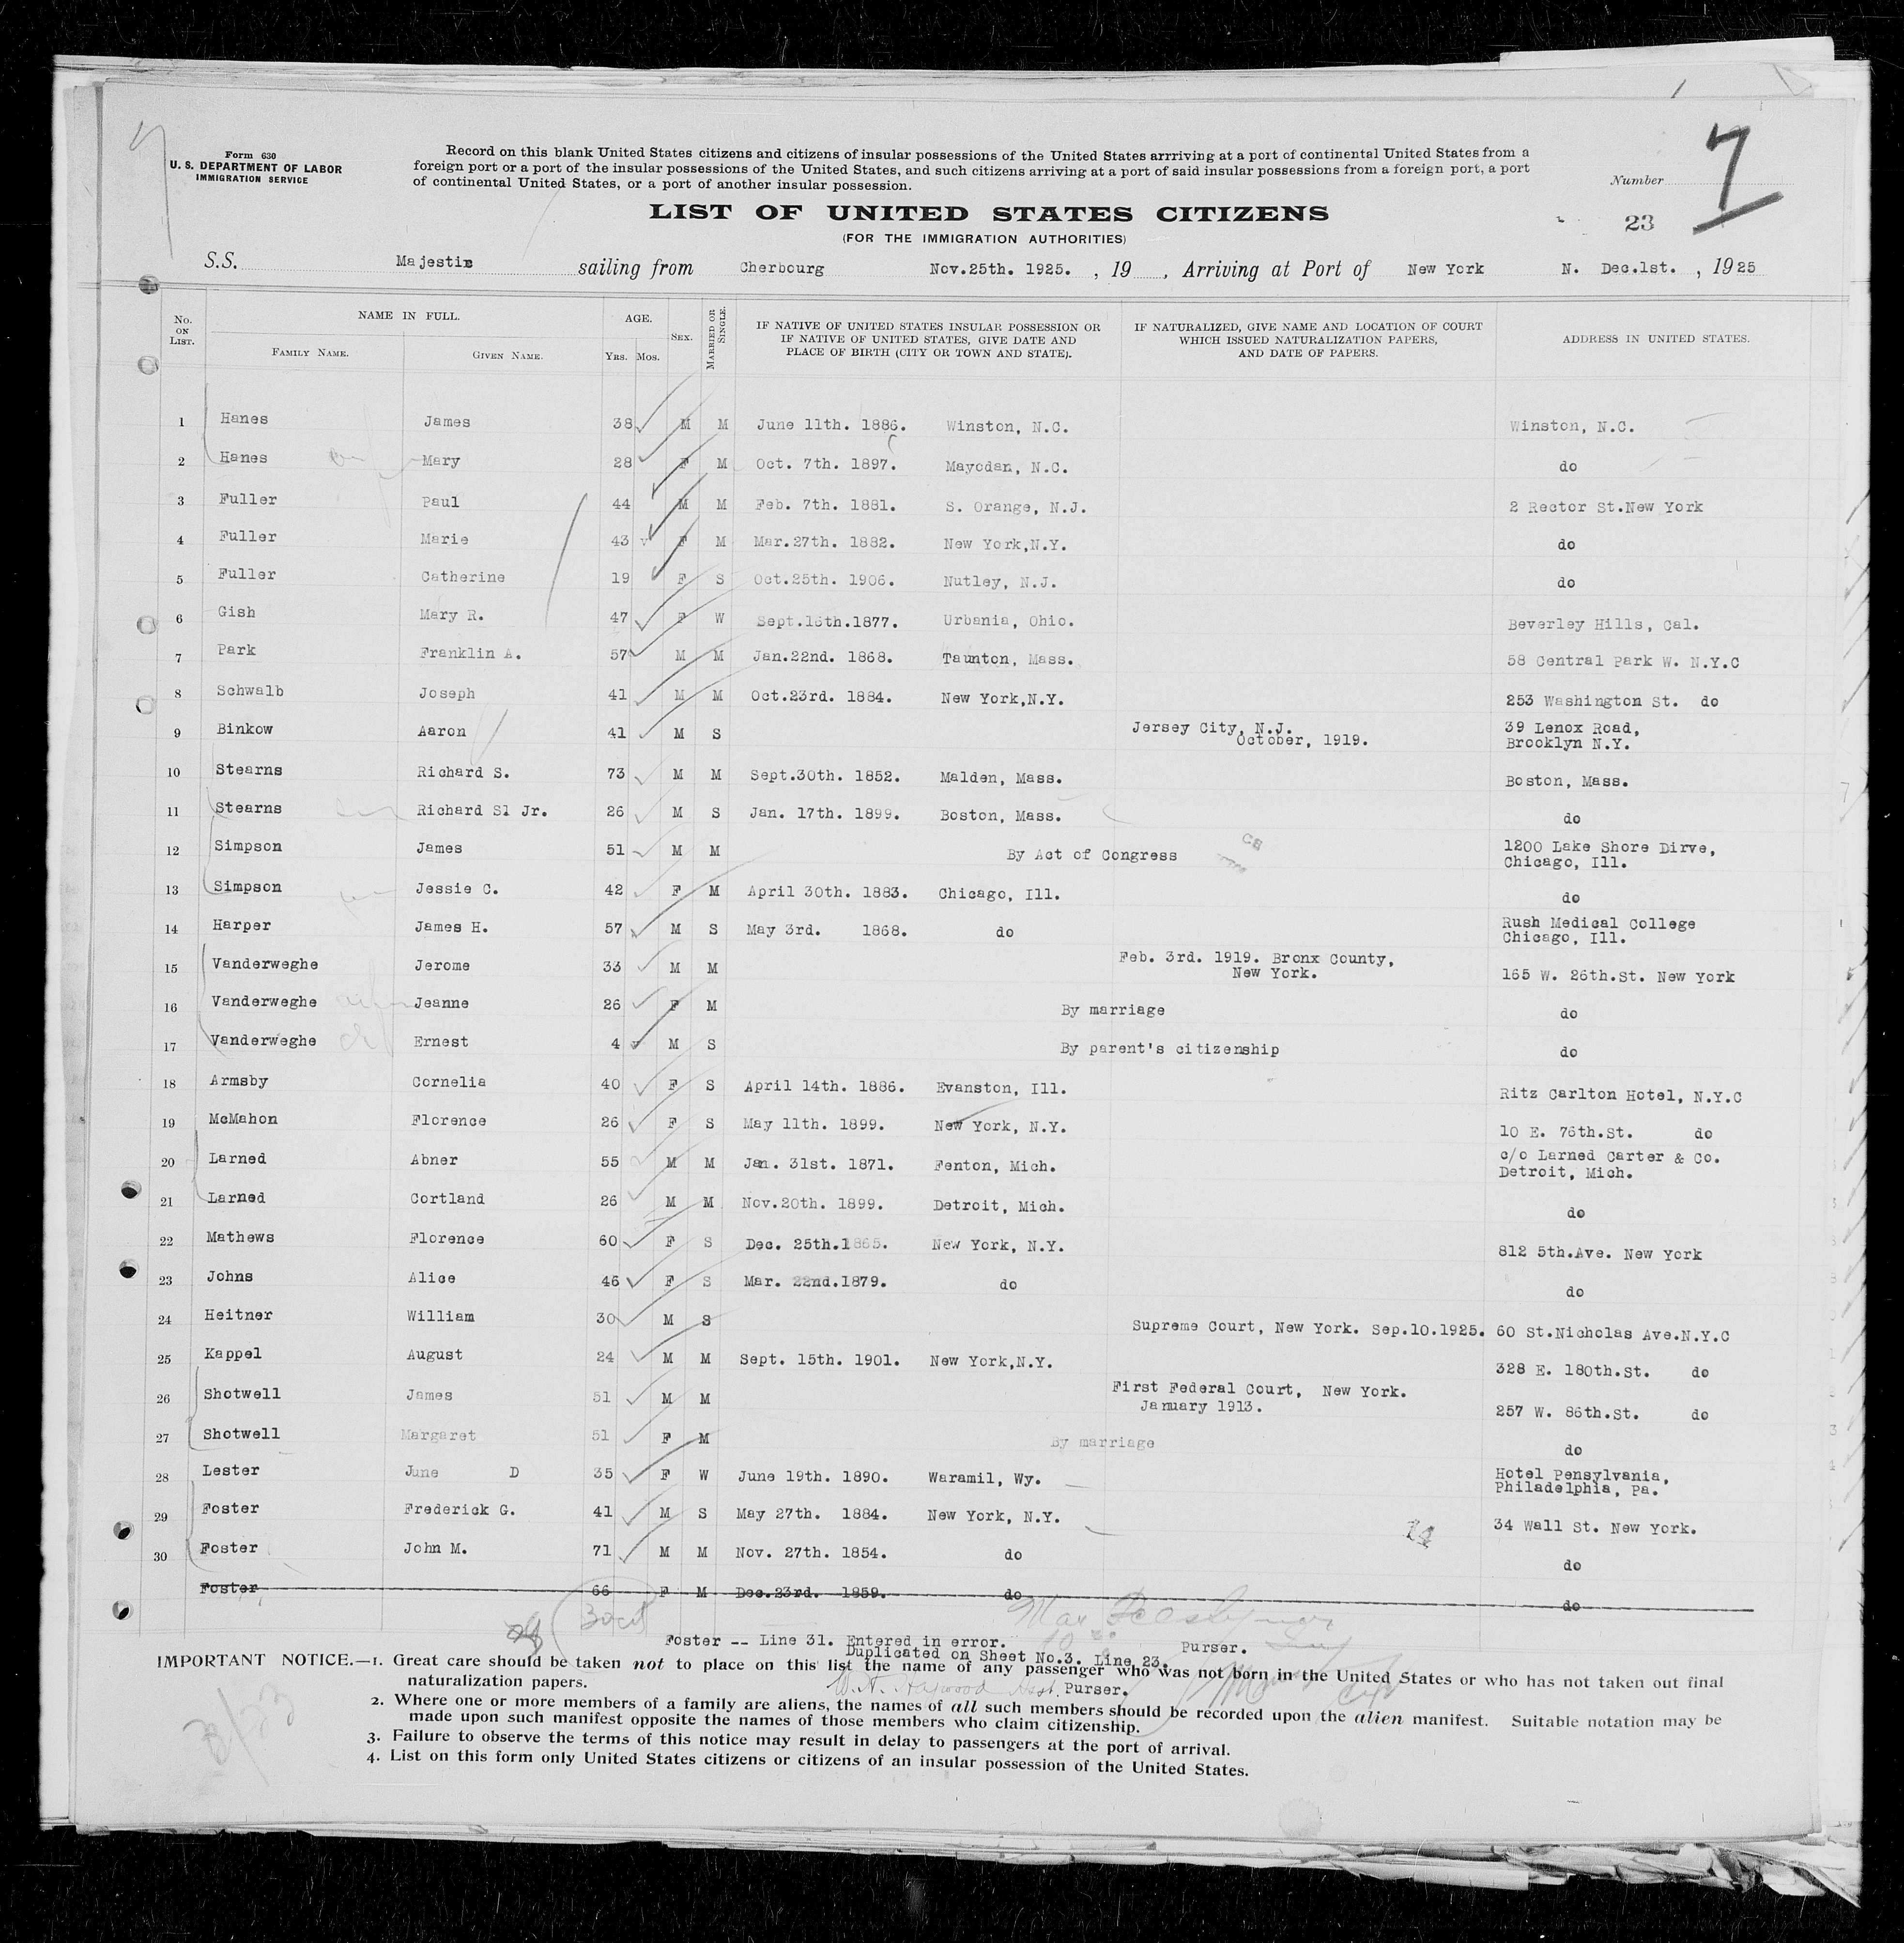 Form 630
U. S. DEPARTMENT OF LABOR
IMMIGRATION SERVICE
Record on this blank United States citizens and citizens of insular possessions of the United States arrriving at a port of continental United States from a
foreign port or a port of the insular possessions of the United States, and such citizens arriving at a port of said insular possessions from a foreign port, a port
of continental United States, or a port of another insular possession.
Number 7
LIST OF UNITED STATES CITIZENS
23
(FOR THE IMMIGRATION AUTHORITIES)
S.S. Majestic sailing from Cherbourg Nov.25th. 1925. , 19 , Arriving at Port of New York N. Dec.1st. , 1925
No. ON LIST. NAME IN FULL. FAMILY NAME. GIVEN NAME. AGE. YRS. MOS. SEX. MARRIED OR SINGLE. IF NATIVE OF UNITED STATES INSULAR POSSESSION OR IF NATIVE OF UNITED STATES, GIVE DATE AND PLACE OF BIRTH (CITY OR TOWN AND STATE). IF NATURALIZED, GIVE NAME AND LOCATION OF COURT WHICH ISSUED NATURALIZATION PAPERS, AND DATE OF PAPERS. ADDRESS IN UNITED STATES.
1 Hanes James 38 M M June 11th. 1886. Winston, N.C. Winston, N.C.
2 Hanes Mary 28 F M Oct. 7th. 1897. Mayodan, N.C. do
3 Fuller Paul 44 M M Feb. 7th. 1881. S. Orange, N.J. 2 Rector St.New York
4 Fuller Marie 43 F M Mar.27th. 1882. New York,N.Y. do
5 Fuller Catherine 19 F S Oct.25th. 1906. Nutley, N.J. do
6 Gish Mary R. 47 F W Sept.16th.1877. Urbania, Ohio. Beverley Hills, Cal.
7 Park Franklin A. 57 M M Jan.22nd. 1868. Taunton, Mass. 58 Central Park W. N.Y.C
8 Schwalb Joseph 41 M M Oct.23rd. 1884. New York,N.Y. 253 Washington St. do
9 Binkow Aaron 41 M S Jersey City, N.J. October, 1919. 39 Lenox Road, Brooklyn N.Y.
10 Stearns Richard S. 73 M M Sept.30th. 1852. Malden, Mass. Boston, Mass.
11 Stearns Richard Sl Jr. 26 M S Jan. 17th. 1899. Boston, Mass. do
12 Simpson James 51 M M By Act of Congress 1200 Lake Shore Dirve, Chicago, Ill.
13 Simpson Jessie C. 42 F M April 30th. 1883. Chicago, Ill. do
14 Harper James H. 57 M S May 3rd. 1868. do Rush Medical College Chicago, Ill.
15 Vanderweghe Jerome 33 M M Feb. 3rd. 1919. Bronx County, New York. 165 W. 26th.St. New York
16 Vanderweghe Jeanne 26 F M By marriage do
17 Vanderweghe Ernest 4 M S By parent's citizenship do
18 Armsby Cornelia 40 F S April 14th. 1886. Evanston, Ill. Ritz Carlton Hotel, N.Y.C
19 McMahon Florence 26 F S May 11th. 1899. New York, N.Y. 10 E. 76th.St. do
20 Larned Abner 55 M M Jan. 31st. 1871. Fenton, Mich. c/o Larned Carter & Co. Detroit, Mich.
21 Larned Cortland 26 M M Nov.20th. 1899. Detroit, Mich. do
22 Mathews Florence 60 F S Dec. 25th.1865. New York, N.Y. 812 5th.Ave. New York
23 Johns Alice 46 F S Mar. 22nd.1879. do do
24 Heitner William 30 M S Supreme Court, New York. Sep.10.1925. 60 St.Nicholas Ave.N.Y.C
25 Kappel August 24 M M Sept. 15th. 1901. New York,N.Y. 328 E. 180th.St. do
26 Shotwell James 51 M M First Federal Court, New York. January 1913. 257 W. 86th.St. do
27 Shotwell Margaret 51 F M By marriage do
28 Lester June D 35 F W June 19th. 1890. Waramil, Wy. Hotel Pensylvania, Philadelphia, Pa.
29 Foster Frederick G. 41 M S May 27th. 1884. New York, N.Y. 34 Wall St. New York.
30 Foster John M. 71 M M Nov. 27th. 1854. do do
Foster 66 F M Dec.23rd. 1859. do do
Foster -- Line 31. Entered in error. Purser.
Duplicated on Sheet No.3. Line 23.
Purser.
IMPORTANT NOTICE.—1. Great care should be taken not to place on this list the name of any passenger who was not born in the United States or who has not taken out final
naturalization papers.
2. Where one or more members of a family are aliens, the names of all such members should be recorded upon the alien manifest. Suitable notation may be
made upon such manifest opposite the names of those members who claim citizenship.
3. Failure to observe the terms of this notice may result in delay to passengers at the port of arrival.
4. List on this form only United States citizens or citizens of an insular possession of the United States.